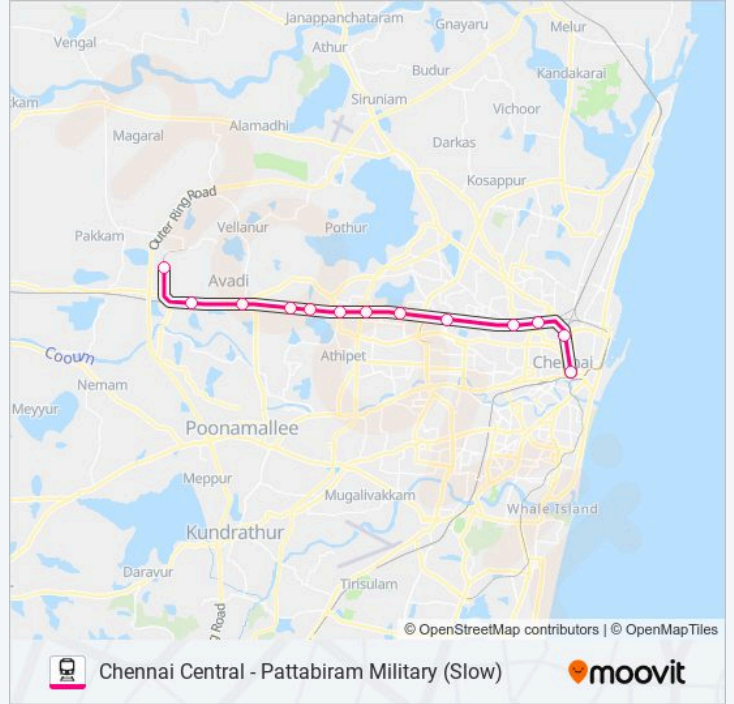 Janappanchataram
Gnayaru
Melur
Vengal
Athur
Budur
Kandakarai
kam
Siruniam
Vichoor
Magaral
Alamadhi
Darkas
Kosappur
Outer Ring Road
Pakkam
Vellanur
Pothur
Avadi
Cooum
Athipet
Chennai
Nemam
Meyyur
Poonamallee
Meppur
Mugalivakkam
Whale Island
Kundrathur
Daravur
Tirisulam
g Road
© OpenStreetMap contributors | © OpenMapTiles
Chennai Central - Pattabiram Military (Slow)
moovit